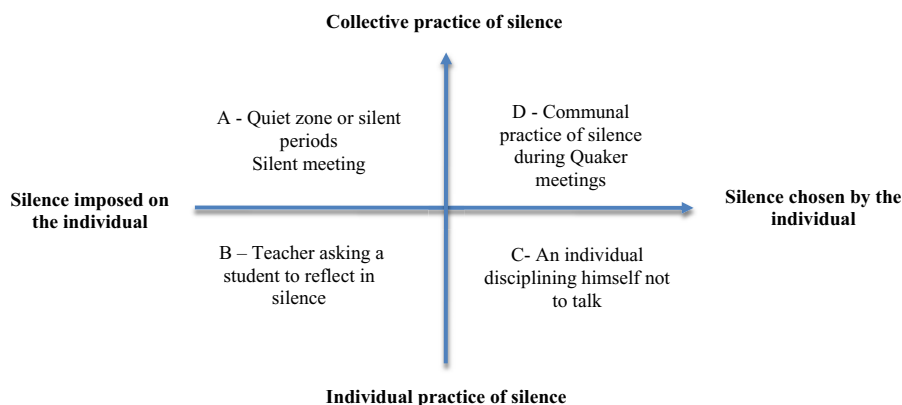 Collective practice of silence
A - Quiet zone or silent
periods
Silent meeting
D - Communal
practice of silence
during Quaker
meetings
Silence imposed on
the individual
Silence chosen by the
individual
B – Teacher asking a
student to reflect in
silence
C- An individual
disciplining himself not
to talk
Individual practice of silence